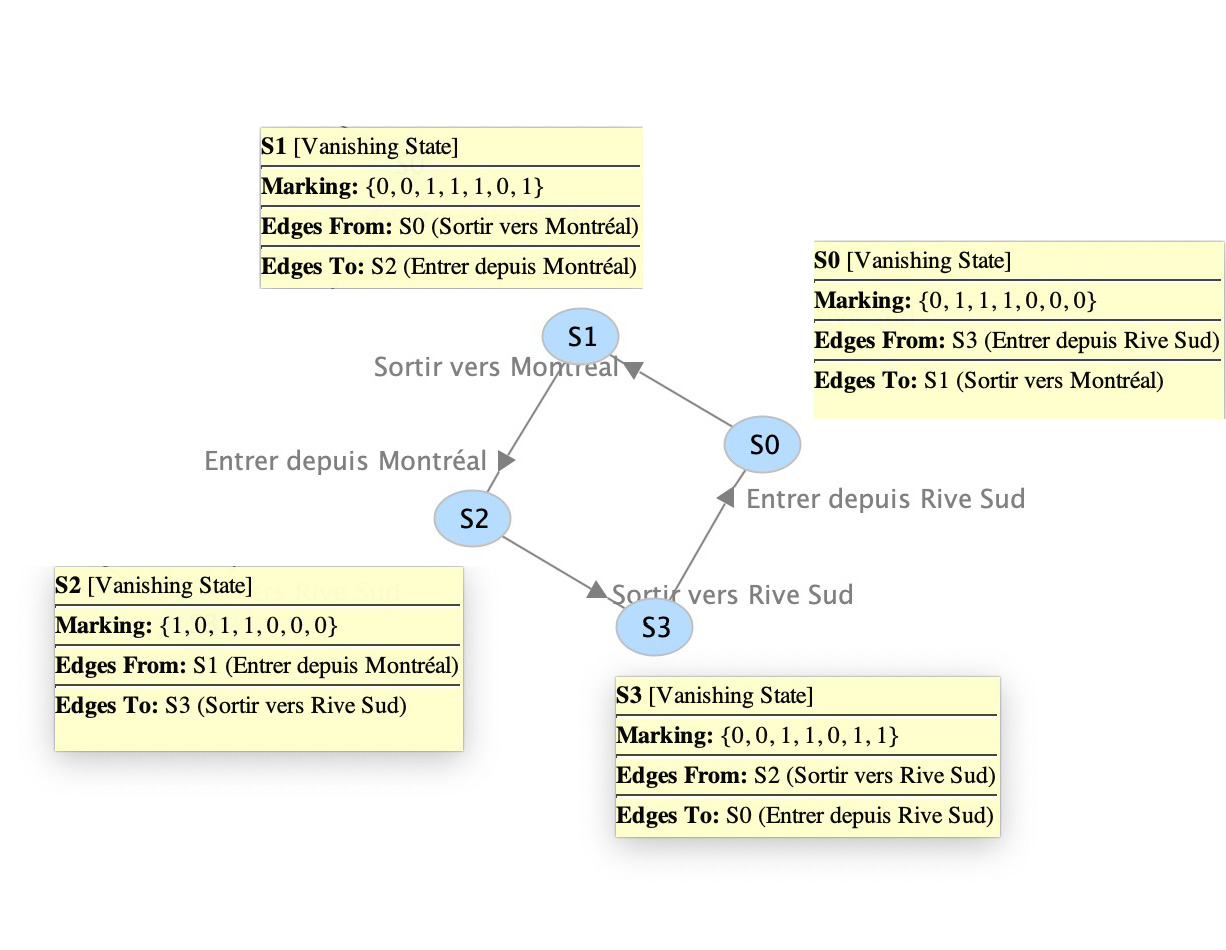 S1 [Vanishing State]
Marking: {0, 0, 1, 1, 1, 0, 1}
Edges From: S0 (Sortir vers Montréal)
Edges To: S2 (Entrer depuis Montréal)
S0 [Vanishing State]
Marking: {0, 1, 1, 1, 0, 0, 0}
Edges From: S3 (Entrer depuis Rive Sud)
Edges To: S1 (Sortir vers Montréal)
S1
Sortir vers Montréal
S0
Entrer depuis Montréal
Entrer depuis Rive Sud
S2
S2 [Vanishing State]
Marking: {1, 0, 1, 1, 0, 0, 0}
Edges From: S1 (Entrer depuis Montréal)
Edges To: S3 (Sortir vers Rive Sud)
Sortir vers Rive Sud
S3
S3 [Vanishing State]
Marking: {0, 0, 1, 1, 0, 1, 1}
Edges From: S2 (Sortir vers Rive Sud)
Edges To: S0 (Entrer depuis Rive Sud)